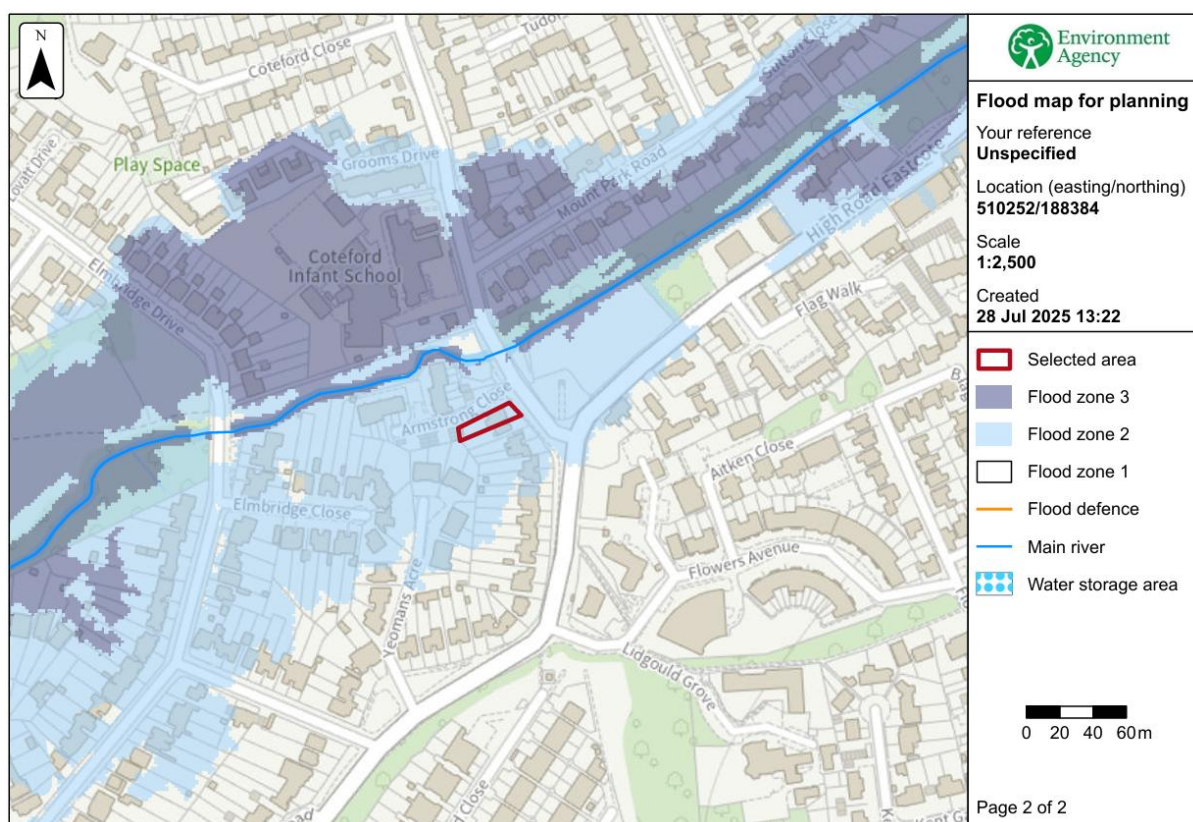 N
Coteford Close
Play Space
Grooms Drive
Mount Park Road
Coteford
Infant School
Elmbridge Drive
High Road Eastcote
Flag Walk
Armstrong Close
Aitken Close
Elmbridge Close
Yeomans Acre
Flowers Avenue
Lidgould Grove
Environment
Agency
Flood map for planning
Your reference
Unspecified
Location (easting/northing)
510252/188384
Scale
1:2,500
Created
28 Jul 2025 13:22
Selected area
Flood zone 3
Flood zone 2
Flood zone 1
Flood defence
Main river
Water storage area
0 20 40 60m
Page 2 of 2